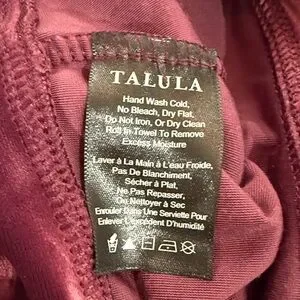 TALULA
Hand Wash Cold,
No Bleach, Dry Flat,
Do Not Iron, Or Dry Clean
Roll In Towel To Remove
Excess Moisture
Laver à La Main à L'eau Froide,
Pas De Blanchiment,
Sécher à Plat,
Ne Pas Repasser,
Ou Nettoyer à Sec
Enrouler Dans Une Serviette Pour
Enlever L'excédent D'humidité